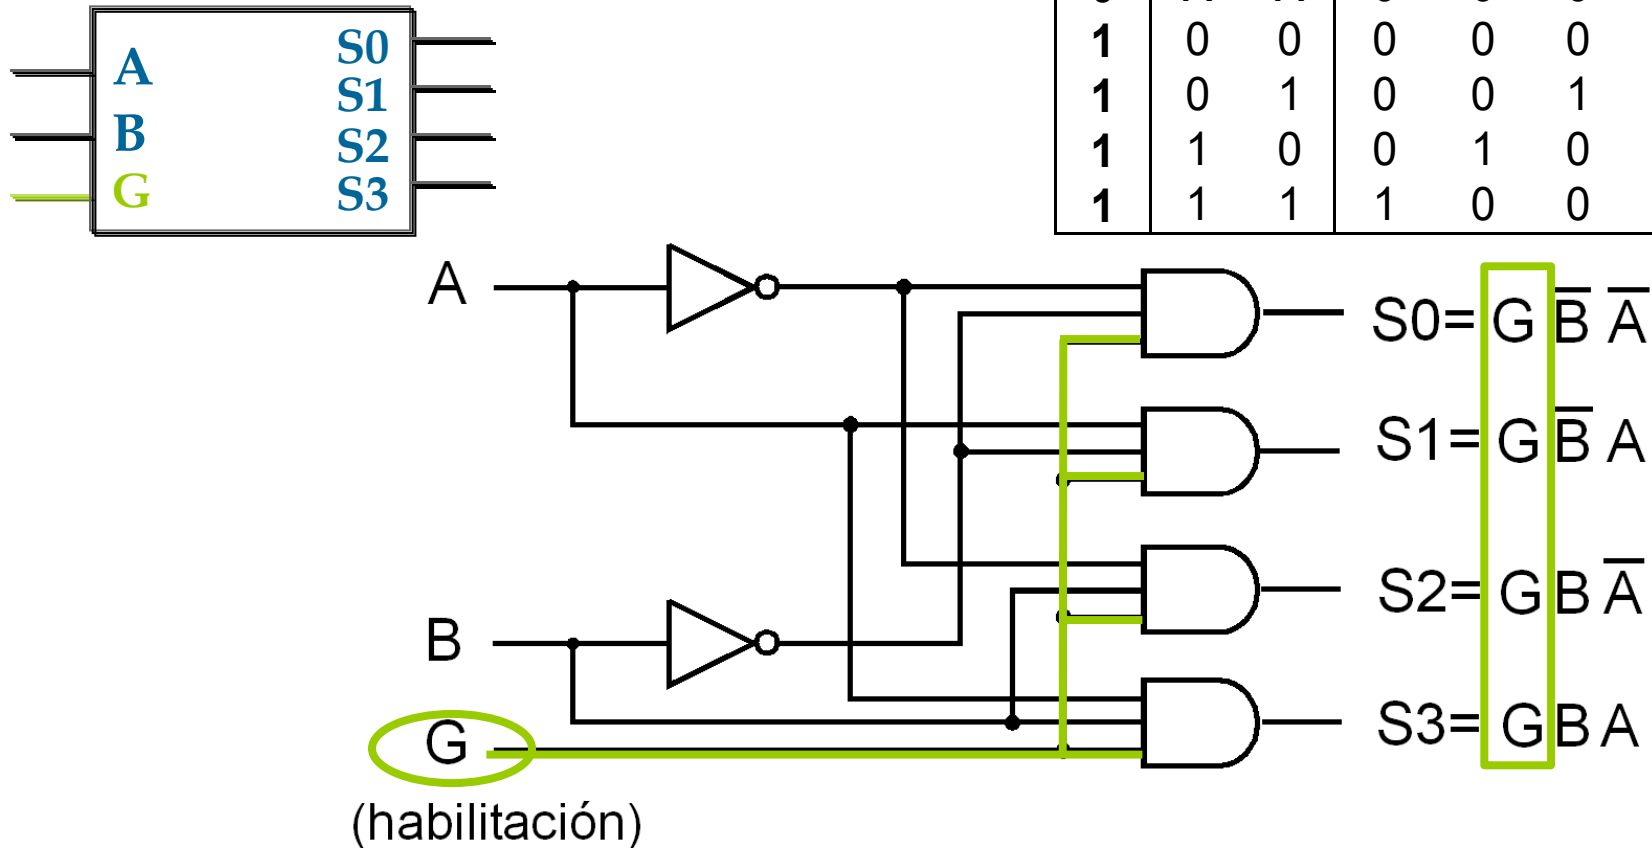 A
B
G
S0
S1
S2
S3
1 0 0 0 0 0
1 0 1 0 0 1
1 1 0 0 1 0
1 1 1 1 0 0
A
B
G
(habilitación)
S0= G B̅ A̅
S1= G B̅ A
S2= G B A̅
S3= G B A